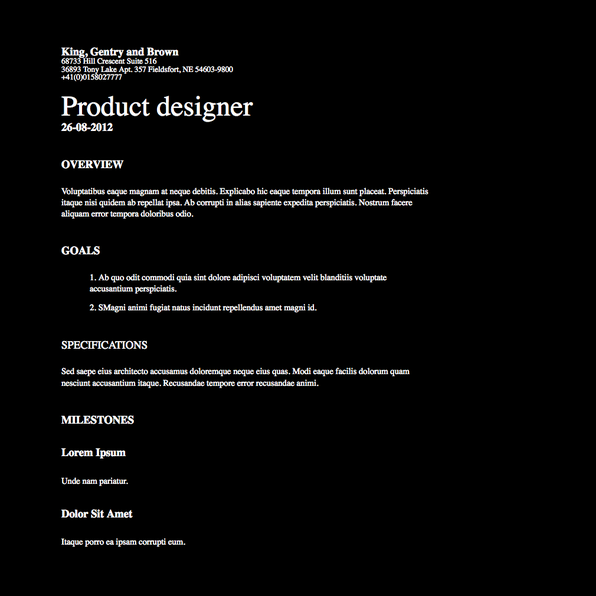 King, Gentry and Brown
68733 Hill Crescent Suite 516
36893 Tony Lake Apt. 357 Fieldsfort, NE 54603-9800
+41(0)0158027777
Product designer
26-08-2012
OVERVIEW
Voluptatibus eaque magnam at neque debitis. Explicabo hic eaque tempora illum sunt placeat. Perspiciatis
itaque nisi quidem ab repellat ipsa. Ab corrupti in alias sapiente expedita perspiciatis. Nostrum facere
aliquam error tempora doloribus odio.
GOALS
1. Ab quo odit commodi quia sint dolore adipisci voluptatem velit blanditiis voluptate
accusantium perspiciatis.
2. SMagni animi fugiat natus incidunt repellendus amet magni id.
SPECIFICATIONS
Sed saepe eius architecto accusamus doloremque neque eius quas. Modi eaque facilis dolorum quam
nesciunt accusantium itaque. Recusandae tempore error recusandae animi.
MILESTONES
Lorem Ipsum
Unde nam pariatur.
Dolor Sit Amet
Itaque porro ea ipsam corrupti eum.